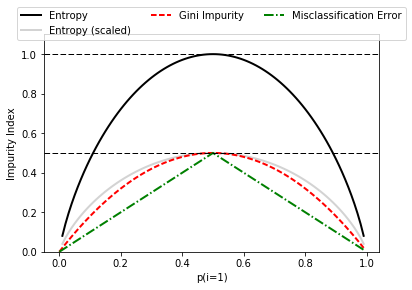 Entropy
Entropy (scaled)
Gini Impurity
Misclassification Error
Impurity Index
1.0
0.8
0.6
0.4
0.2
0.0
0.0 0.2 0.4 0.6 0.8 1.0
p(i=1)